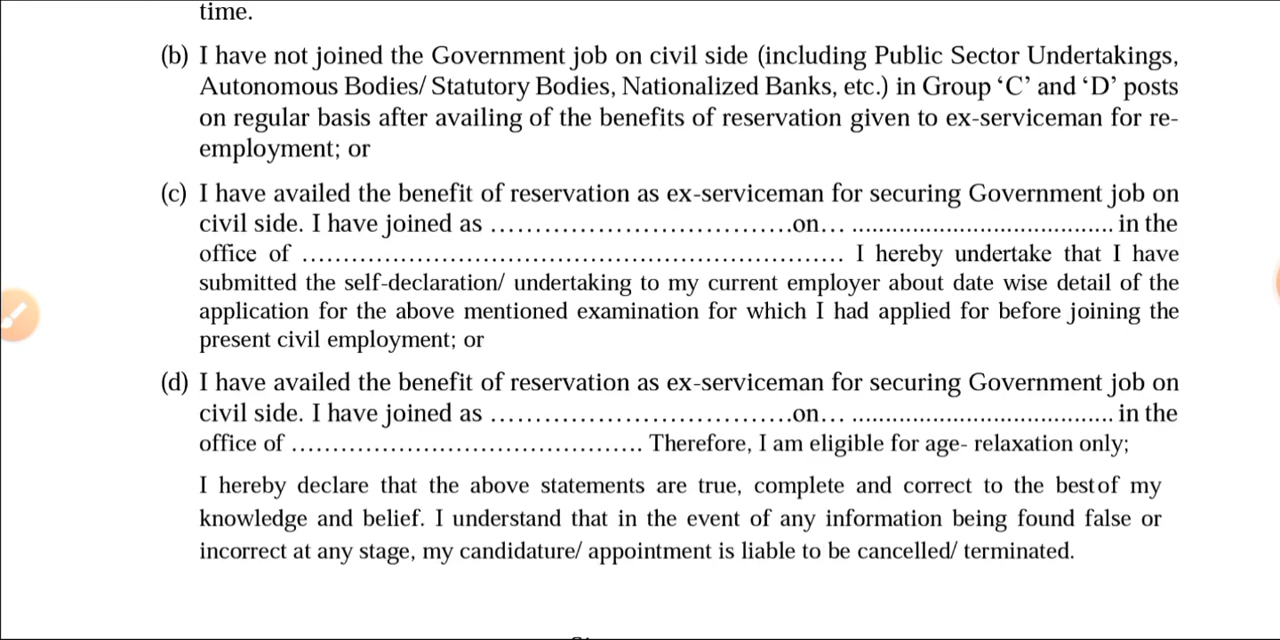 time.
(b) I have not joined the Government job on civil side (including Public Sector Undertakings,
Autonomous Bodies/ Statutory Bodies, Nationalized Banks, etc.) in Group ‘C’ and ‘D’ posts
on regular basis after availing of the benefits of reservation given to ex-serviceman for re-
employment; or
(c) I have availed the benefit of reservation as ex-serviceman for securing Government job on
civil side. I have joined as ……………………………..on… ………………………………… in the
office of ………………………………………………………. I hereby undertake that I have
submitted the self-declaration/ undertaking to my current employer about date wise detail of the
application for the above mentioned examination for which I had applied for before joining the
present civil employment; or
(d) I have availed the benefit of reservation as ex-serviceman for securing Government job on
civil side. I have joined as ……………………………..on… ………………………………… in the
office of …………………………………. Therefore, I am eligible for age- relaxation only;
I hereby declare that the above statements are true, complete and correct to the best of my
knowledge and belief. I understand that in the event of any information being found false or
incorrect at any stage, my candidature/ appointment is liable to be cancelled/ terminated.